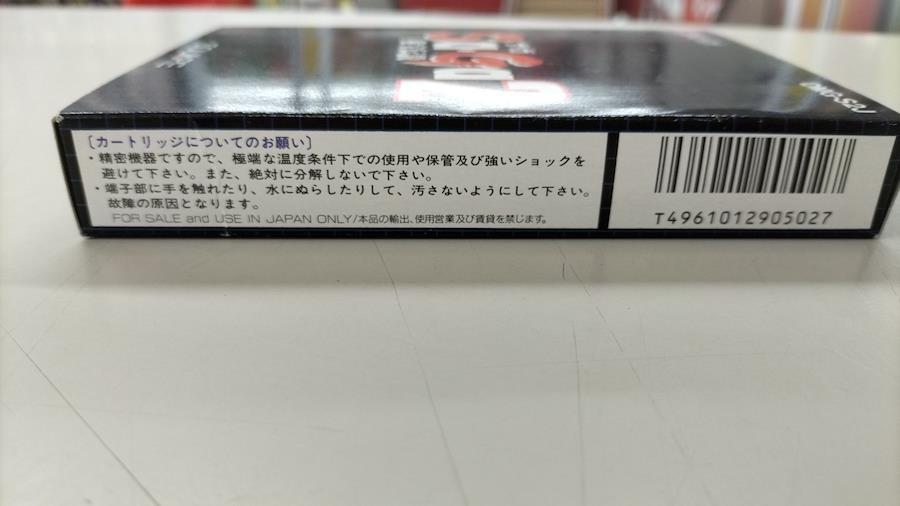 〔カートリッジについてのお願い〕
・精密機器ですので、極端な温度条件下での使用や保管及び強いショックを
避けて下さい。また、絶対に分解しないで下さい。
・端子部に手を触れたり、水にぬらしたりして、汚さないようにして下さい。
故障の原因となります。
FOR SALE and USE IN JAPAN ONLY/本品の輸出、使用営業及び賃貸を禁じます。
T4961012905027